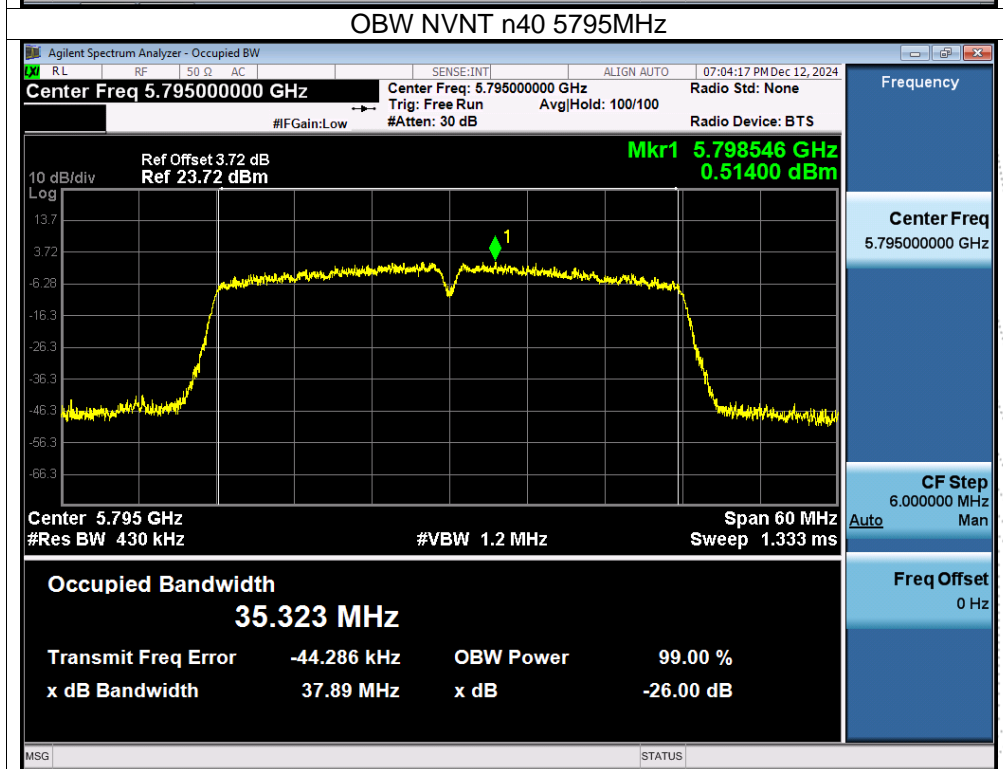 OBW NVNT n40 5795MHz
Agilent Spectrum Analyzer - Occupied BW
LXI RL RF 50 Ω AC SENSE:INT ALIGN AUTO 07:04:17 PM Dec 12, 2024
Center Freq 5.795000000 GHz
Center Freq: 5.795000000 GHz Radio Std: None
Trig: Free Run Avg|Hold: 100/100
#IFGain:Low #Atten: 30 dB Radio Device: BTS
Mkr1 5.798546 GHz
0.51400 dBm
Ref Offset 3.72 dB
10 dB/div Ref 23.72 dBm
Log
13.7
3.72
-6.28
-16.3
-26.3
-36.3
-46.3
-56.3
-66.3
1
Center 5.795 GHz Span 60 MHz
#Res BW 430 kHz #VBW 1.2 MHz Sweep 1.333 ms
Occupied Bandwidth
35.323 MHz
Transmit Freq Error -44.286 kHz OBW Power 99.00 %
x dB Bandwidth 37.89 MHz x dB -26.00 dB
Frequency
Center Freq
5.795000000 GHz
CF Step
6.000000 MHz
Auto Man
Freq Offset
0 Hz
MSG STATUS